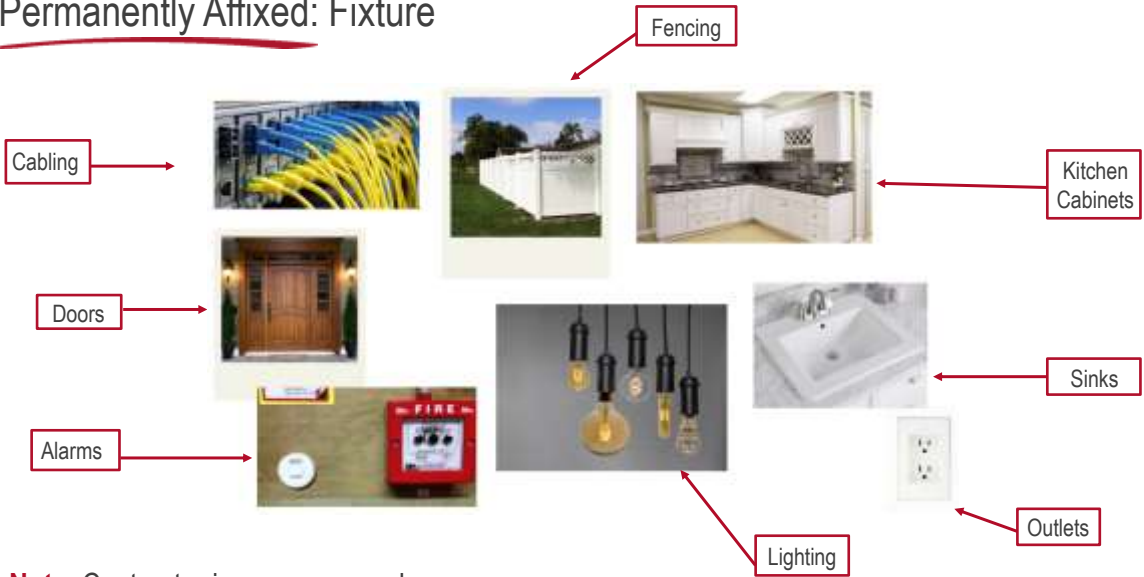 Permanently Affixed: Fixture
Fencing
Cabling
Kitchen
Cabinets
Doors
FIRE
Sinks
Alarms
Outlets
Lighting